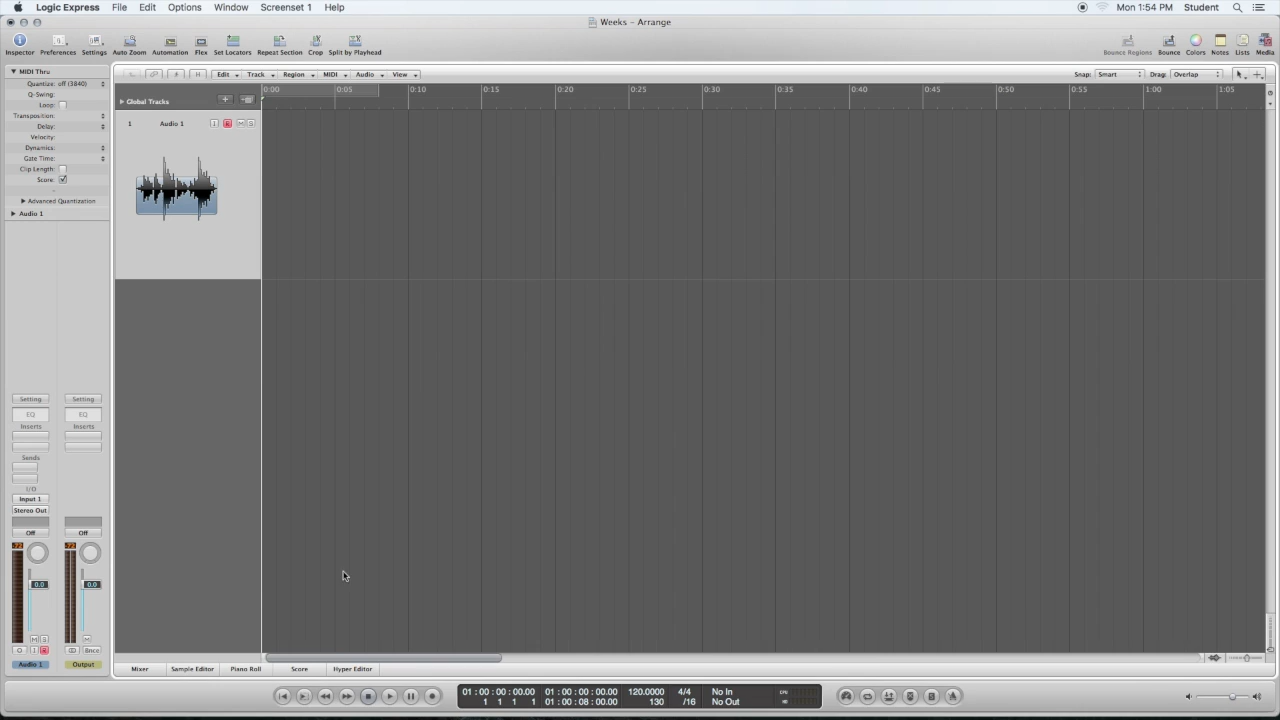 Logic Express File Edit Options Window Screenset 1 Help Mon 1:54 PM Student
Weeks - Arrange
Inspector Preferences Settings Auto Zoom Automation Flex Set Locators Repeat Section Crop Split by Playhead Bounce Regions Bounce Colors Notes Lists Media
MIDI Thru
Edit Track Region MIDI Audio View Snap: Smart Drag: Overlap
Quantize: off (3840)
Q-Swing:
Loop:
Transposition:
Delay:
Velocity:
Dynamics:
Gate Time:
Clip Length:
Score:
Advanced Quantization
Audio 1
Global Tracks
0:00 0:05 0:10 0:15 0:20 0:25 0:30 0:35 0:40 0:45 0:50 0:55 1:00 1:05
1 Audio 1 I R M S
Setting Setting
EQ EQ
Inserts Inserts
Sends
I/O
Input 1
Stereo Out
Off Off
0.0 0.0
M S M
I R Bnce
Audio 1 Output
Mixer Sample Editor Piano Roll Score Hyper Editor
01:00:00:00.00 01:00:00:00.00 120.0000 4/4 No In CPU
1 1 1 1 01:00:08:00.00 130 /16 No Out HD